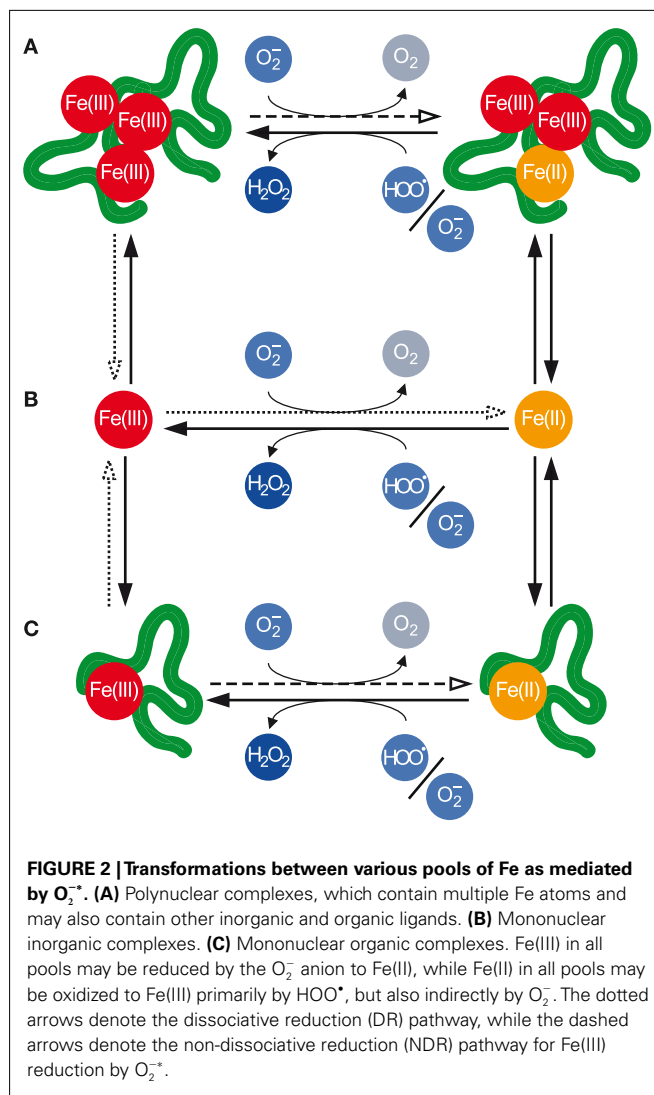 A
O₂⁻ O₂
Fe(III) Fe(III)
Fe(III) Fe(III)
Fe(III) Fe(II)
H₂O₂ HOO•
O₂⁻
O₂⁻ O₂
B
Fe(III) Fe(II)
H₂O₂ HOO•
O₂⁻
C
O₂⁻ O₂
Fe(III) Fe(II)
H₂O₂ HOO•
O₂⁻
FIGURE 2 | Transformations between various pools of Fe as mediated
by O₂⁻*. (A) Polynuclear complexes, which contain multiple Fe atoms and
may also contain other inorganic and organic ligands. (B) Mononuclear
inorganic complexes. (C) Mononuclear organic complexes. Fe(III) in all
pools may be reduced by the O₂⁻ anion to Fe(II), while Fe(II) in all pools may
be oxidized to Fe(III) primarily by HOO•, but also indirectly by O₂⁻. The dotted
arrows denote the dissociative reduction (DR) pathway, while the dashed
arrows denote the non-dissociative reduction (NDR) pathway for Fe(III)
reduction by O₂⁻*.